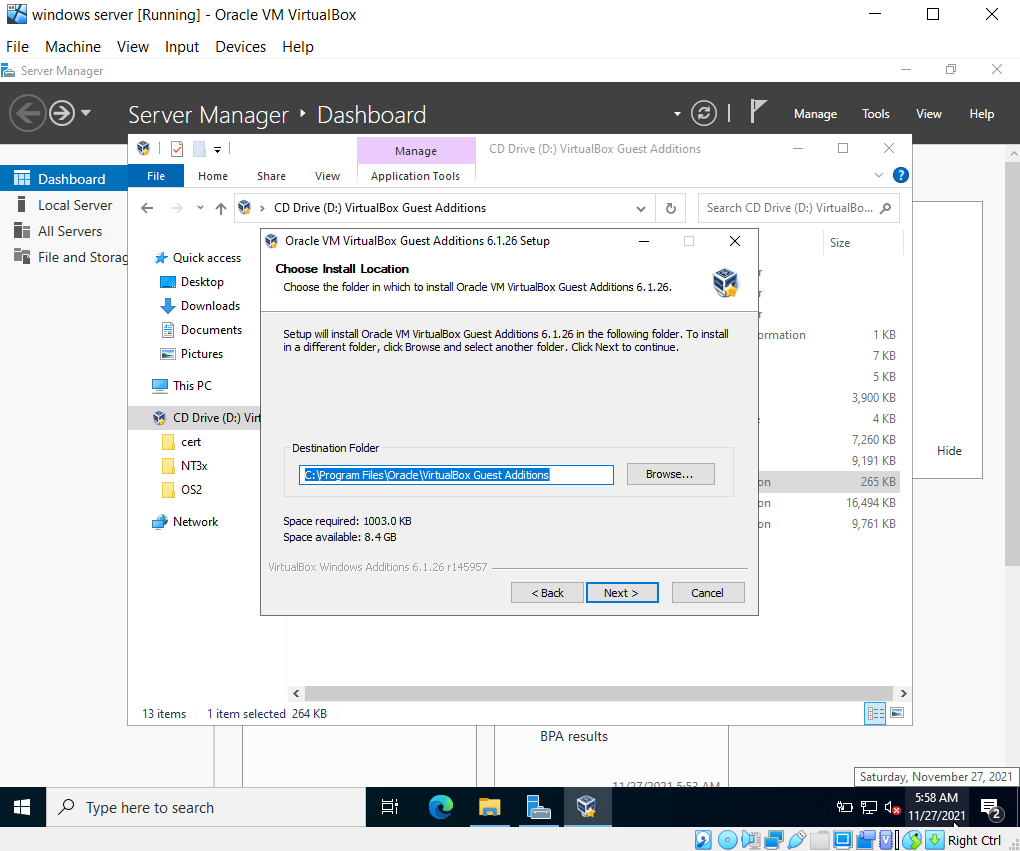 windows server [Running] - Oracle VM VirtualBox
File Machine View Input Devices Help
Server Manager
Server Manager Dashboard
Manage Tools View Help
Manage
CD Drive (D:) VirtualBox Guest Additions
File Home Share View Application Tools
CD Drive (D:) VirtualBox Guest Additions
Search CD Drive (D:) VirtualBo...
Dashboard
Local Server
All Servers
File and Storag
Quick access
Desktop
Downloads
Documents
Pictures
This PC
CD Drive (D:) Virt
cert
NT3x
OS2
Network
Size
1 KB
7 KB
5 KB
3,900 KB
4 KB
7,260 KB
9,191 KB
265 KB
16,494 KB
9,761 KB
Hide
Oracle VM VirtualBox Guest Additions 6.1.26 Setup
Choose Install Location
Choose the folder in which to install Oracle VM VirtualBox Guest Additions 6.1.26.
Setup will install Oracle VM VirtualBox Guest Additions 6.1.26 in the following folder. To install
in a different folder, click Browse and select another folder. Click Next to continue.
Destination Folder
C:\Program Files\Oracle\VirtualBox Guest Additions
Browse...
Space required: 1003.0 KB
Space available: 8.4 GB
VirtualBox Windows Additions 6.1.26 r145957
< Back Next > Cancel
13 items 1 item selected 264 KB
BPA results
11/27/2021 5:53 AM
Saturday, November 27, 2021
Type here to search
5:58 AM
11/27/2021
2
Right Ctrl